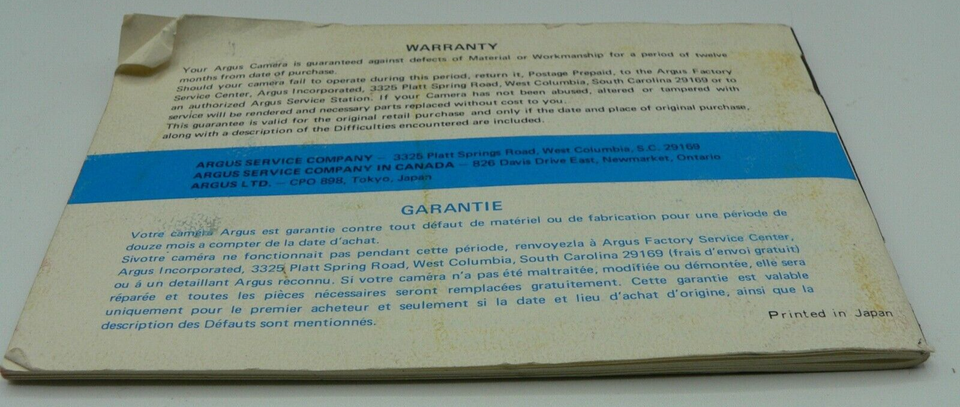 WARRANTY
Your Argus Camera is guaranteed against defects of Material or Workmanship for a period of twelve
months from date of purchase.
Should your camera fail to operate during this period, return it, Postage Prepaid, to the Argus Factory
Service Center, Argus Incorporated, 3325 Platt Spring Road, West Columbia, South Carolina 29169 or to
an authorized Argus Service Station. If your Camera has not been abused, altered or tampered with
service will be rendered and necessary parts replaced without cost to you.
This guarantee is valid for the original retail purchase and only if the date and place of original purchase,
along with a description of the Difficulties encountered are included.
ARGUS SERVICE COMPANY – 3325 Platt Springs Road, West Columbia, S.C. 29169
ARGUS SERVICE COMPANY IN CANADA – 826 Davis Drive East, Newmarket, Ontario
ARGUS LTD. – CPO 898, Tokyo, Japan
GARANTIE
Votre caméra Argus est garantie contre tout défaut de matériel ou de fabrication pour une période de
douze mois a compter de la date d'achat.
Sivotre caméra ne fonctionnait pas pendant cette période, renvoyezla à Argus Factory Service Center,
Argus Incorporated, 3325 Platt Spring Road, West Columbia, South Carolina 29169 (frais d'envoi gratuit)
ou á un detaillant Argus reconnu. Si votre caméra n'a pas été maltraitée, modifiée ou démontée, elle sera
réparée et toutes les pièces nécessaires seront remplacées gratuitement. Cette garantie est valable
uniquement pour le premier acheteur et seulement si la date et lieu d'achat d'origine, ainsi que la
description des Défauts sont mentionnés.
Printed in Japan